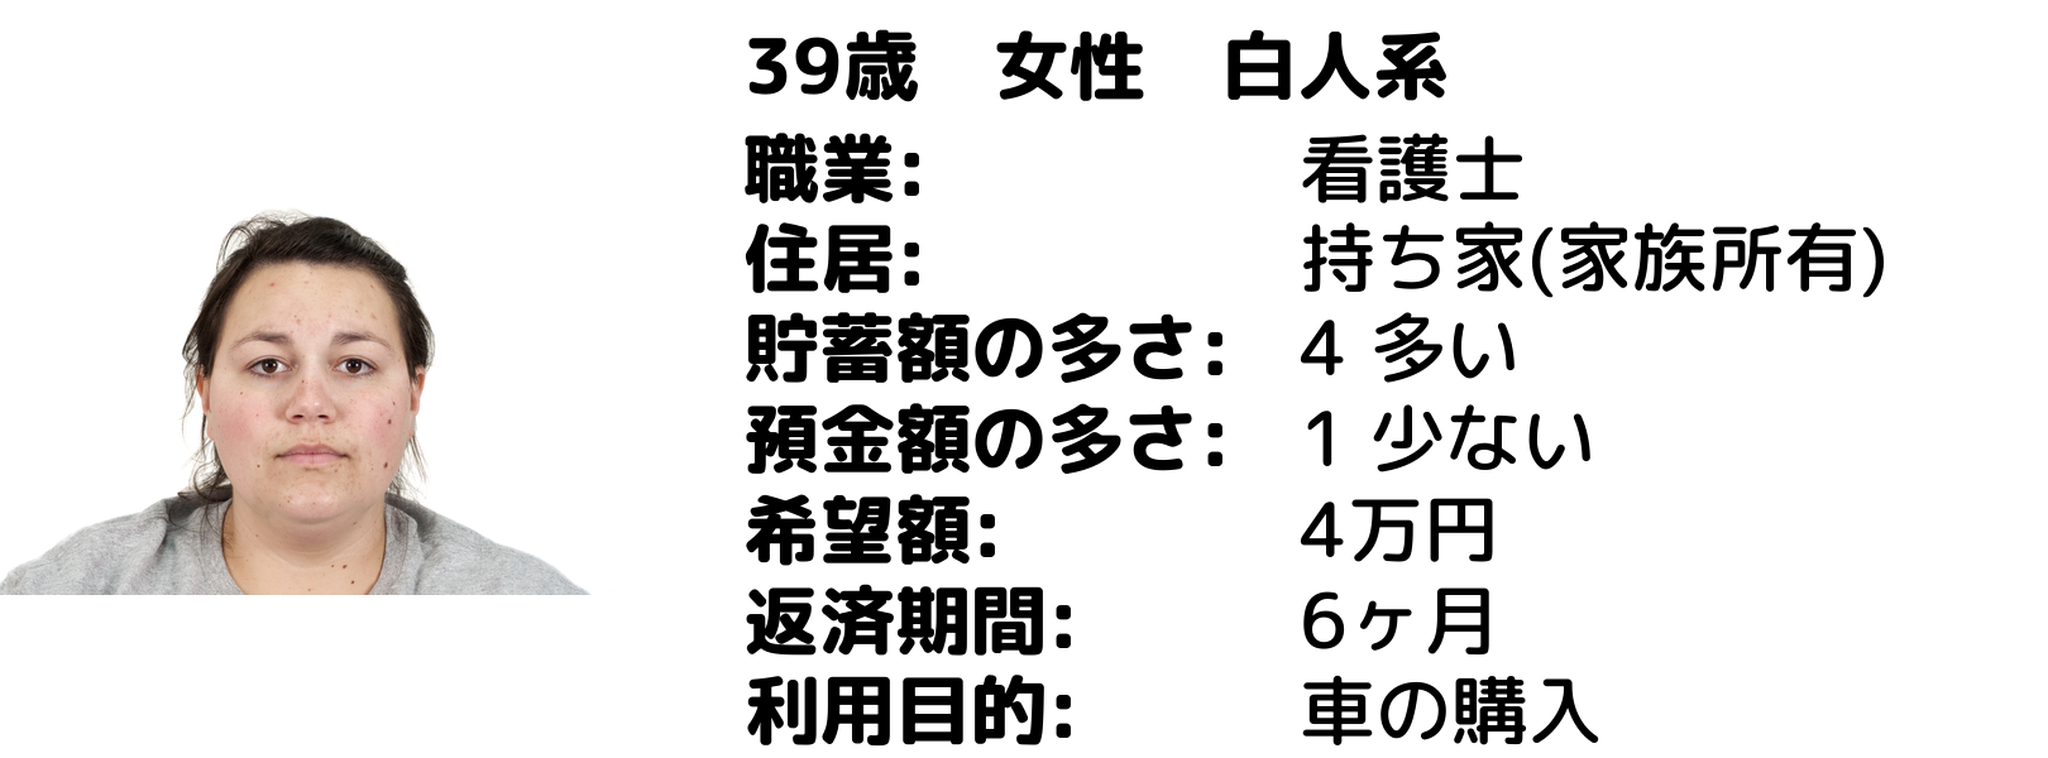 39歳　女性　白人系
職業: 看護士
住居: 持ち家(家族所有)
貯蓄額の多さ: 4 多い
預金額の多さ: 1 少ない
希望額: 4万円
返済期間: 6ヶ月
利用目的: 車の購入